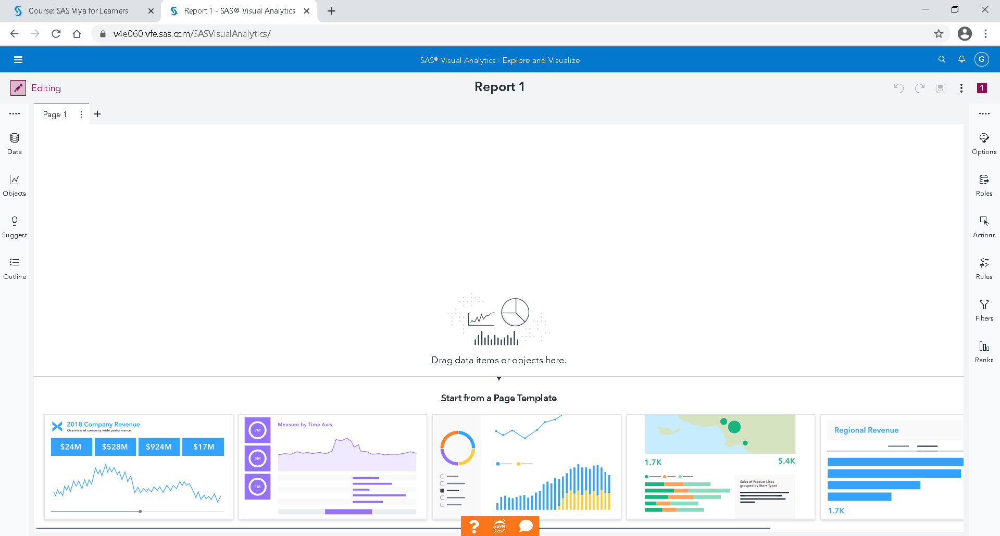 Course: SAS Viya for Learners
Report 1 - SAS® Visual Analytics
v4e060.vfe.sas.com/SASVisualAnalytics/
SAS® Visual Analytics - Explore and Visualize
G
Editing
Report 1
1
Page 1
Data
Objects
Suggest
Outline
Options
Roles
Actions
Rules
Filters
Ranks
Drag data items or objects here.
Start from a Page Template
2018 Company Revenue
Overview of company wide performance
$24M $528M $924M $17M
Measure by Time Axis
7M
5M
1M
1.7K 5.4K
Sales of Product Lines
grouped by Store Types
Regional Revenue
1.7K
? jupyter